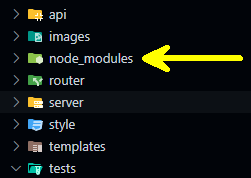 api
images
node_modules
router
server
style
templates
tests